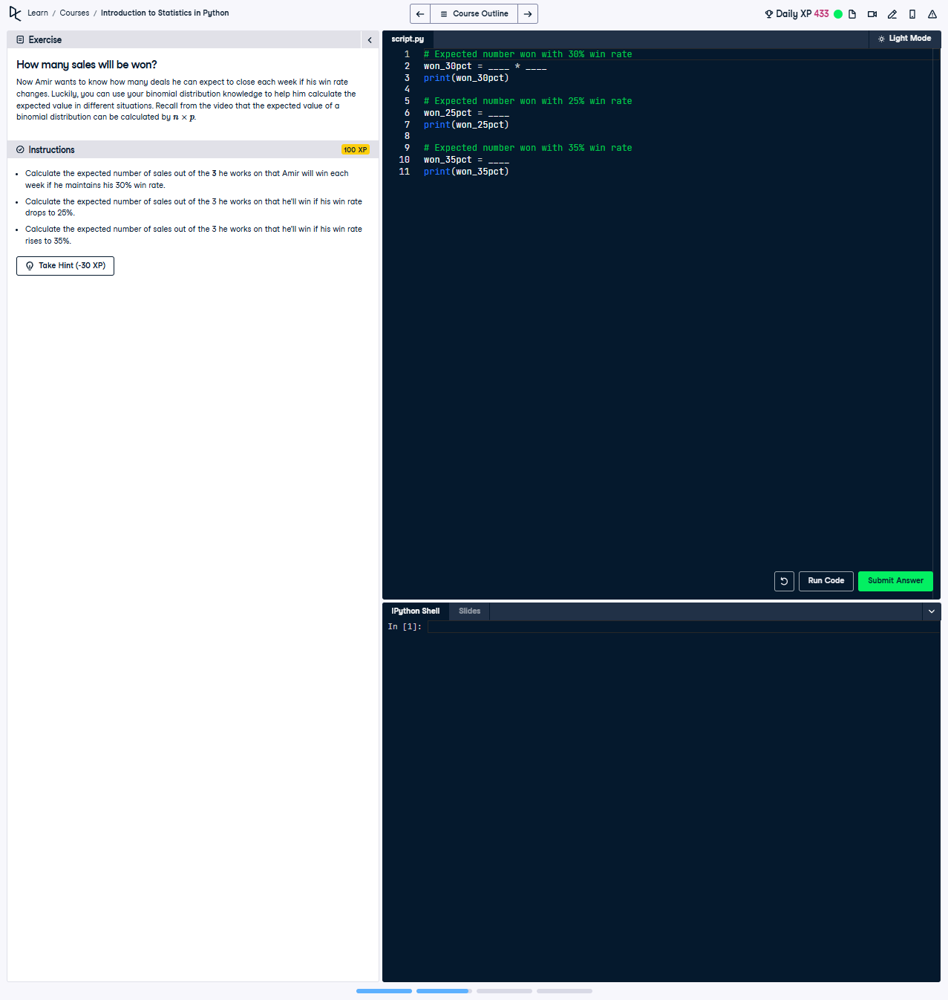 Learn / Courses / Introduction to Statistics in Python
Course Outline
Daily XP 433
Exercise
How many sales will be won?
Now Amir wants to know how many deals he can expect to close each week if his win rate
changes. Luckily, you can use your binomial distribution knowledge to help him calculate the
expected value in different situations. Recall from the video that the expected value of a
binomial distribution can be calculated by n × p.
Instructions
100 XP
• Calculate the expected number of sales out of the 3 he works on that Amir will win each
week if he maintains his 30% win rate.
• Calculate the expected number of sales out of the 3 he works on that he'll win if his win rate
drops to 25%.
• Calculate the expected number of sales out of the 3 he works on that he'll win if his win rate
rises to 35%.
Take Hint (-30 XP)
script.py
Light Mode
1 # Expected number won with 30% win rate
2 won_30pct = ____ * ____
3 print(won_30pct)
4
5 # Expected number won with 25% win rate
6 won_25pct = ____
7 print(won_25pct)
8
9 # Expected number won with 35% win rate
10 won_35pct = ____
11 print(won_35pct)
Run Code
Submit Answer
IPython Shell
Slides
In [1]: